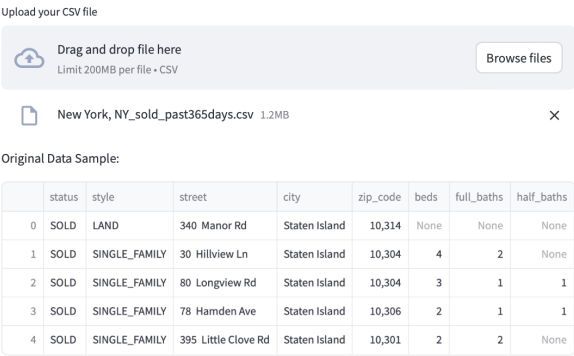 Upload your CSV file
Drag and drop file here
Limit 200MB per file • CSV
Browse files
New York, NY_sold_past365days.csv 1.2MB
Original Data Sample:
status style street city zip_code beds full_baths half_baths
0 SOLD LAND 340 Manor Rd Staten Island 10,314 None None None
1 SOLD SINGLE_FAMILY 30 Hillview Ln Staten Island 10,304 4 2 None
2 SOLD SINGLE_FAMILY 80 Longview Rd Staten Island 10,304 3 1 1
3 SOLD SINGLE_FAMILY 78 Hamden Ave Staten Island 10,306 2 1 1
4 SOLD SINGLE_FAMILY 395 Little Clove Rd Staten Island 10,301 2 2 None